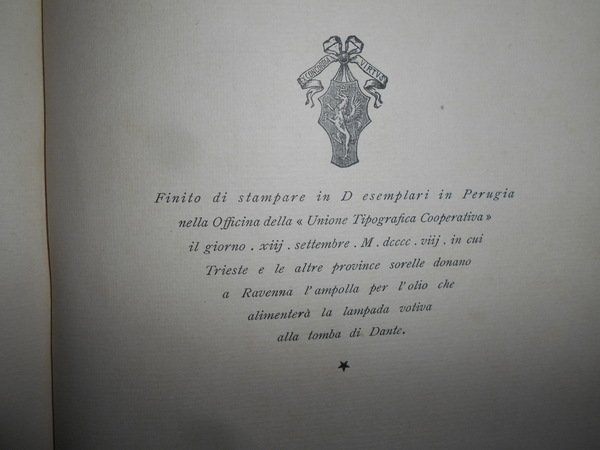 CONCORDIA VIRTVS
Finito di stampare in D esemplari in Perugia
nella Officina della « Unione Tipografica Cooperativa»
il giorno . xiij . settembre . M . dcccc . viij . in cui
Trieste e le altre province sorelle donano
a Ravenna l'ampolla per l'olio che
alimenterà la lampada votiva
alla tomba di Dante.